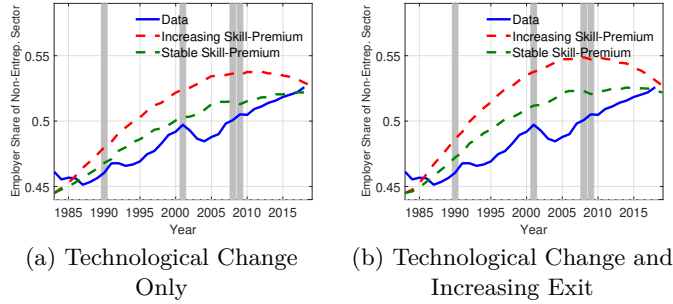 Employer Share of Non-Entrep. Sector
0.55
0.5
0.45
Data
Increasing Skill-Premium
Stable Skill-Premium
1985 1990 1995 2000 2005 2010 2015
Year
(a) Technological Change
Only
Employer Share of Non-Entrep. Sector
0.55
0.5
0.45
Data
Increasing Skill-Premium
Stable Skill-Premium
1985 1990 1995 2000 2005 2010 2015
Year
(b) Technological Change and
Increasing Exit